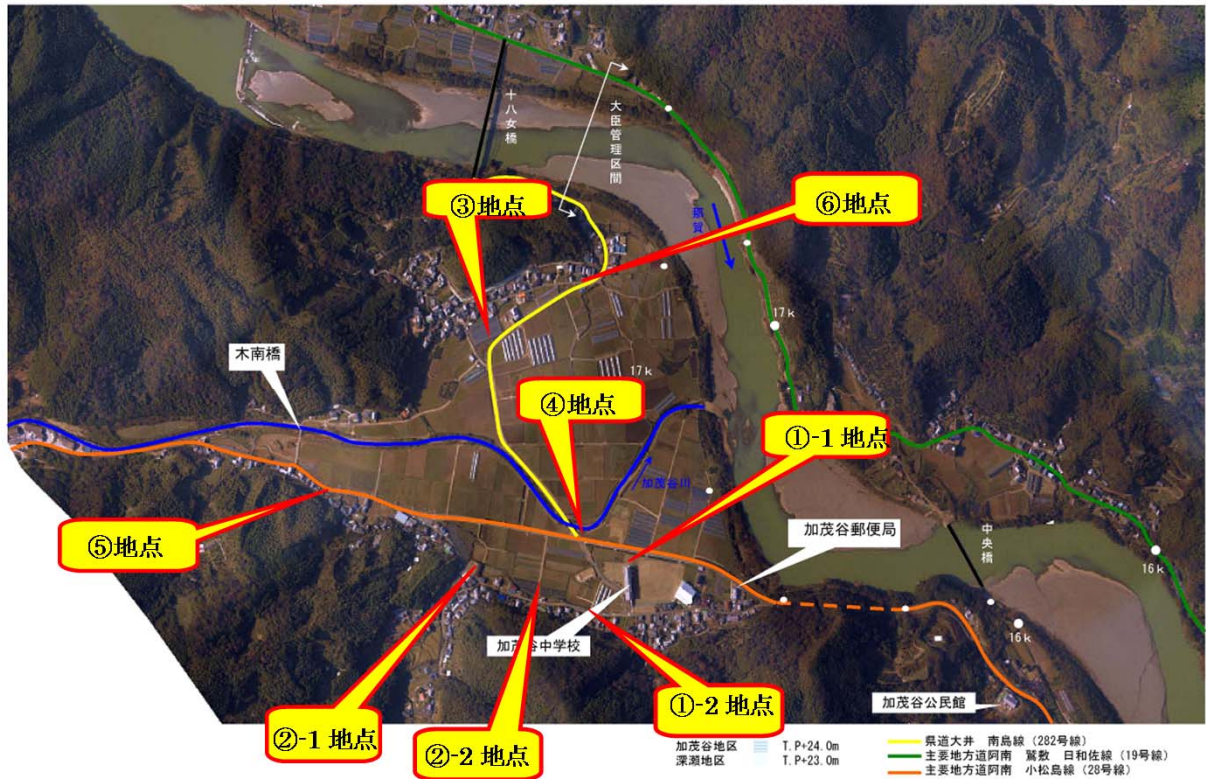 十八女橋
大臣管理区間
③地点
⑥地点
那賀
17k
木南橋
17k
④地点
①-1 地点
加茂谷川
加茂谷郵便局
中央橋
⑤地点
16k
加茂谷中学校
16k
①-2 地点
②-1 地点
②-2 地点
加茂谷公民館
加茂谷地区 T.P+24.0m
深瀬地区 T.P+23.0m
県道大井 南島線(282号線)
主要地方道阿南 鷲敷 日和佐線(19号線)
主要地方道阿南 小松島線(28号線)